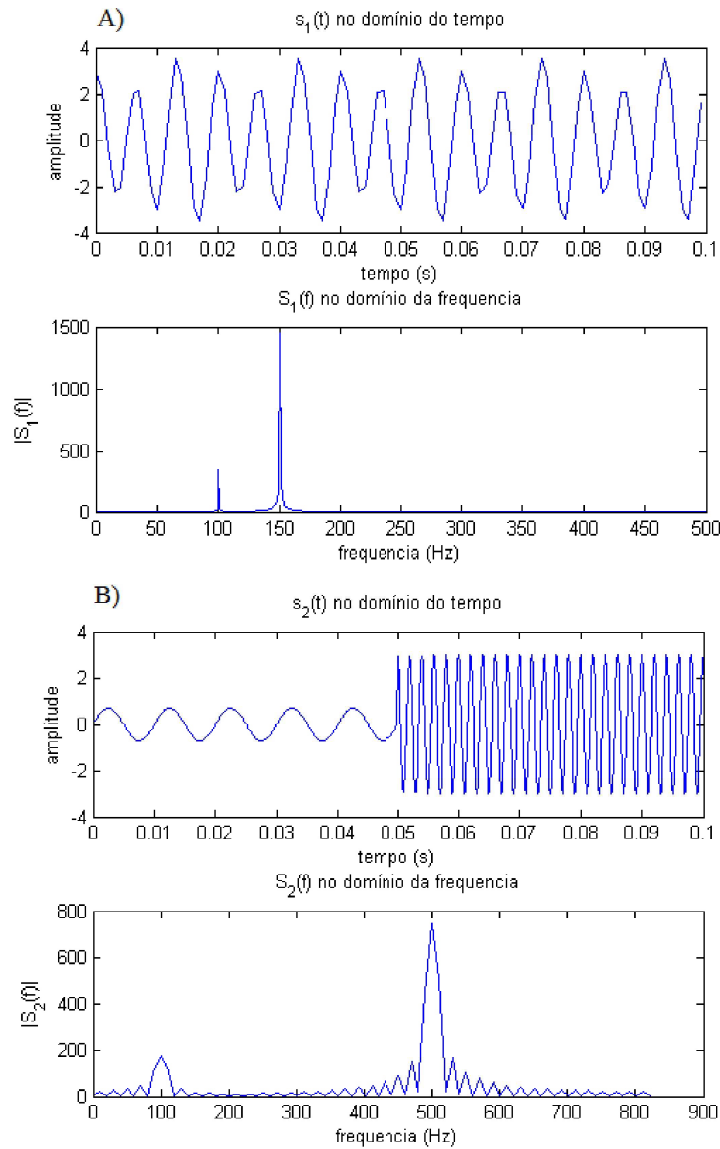 A)
s1(t) no domínio do tempo
4
2
0
-2
-4
amplitude
0 0.01 0.02 0.03 0.04 0.05 0.06 0.07 0.08 0.09 0.1
tempo (s)
S1(f) no domínio da frequencia
1500
1000
500
0
|S1(f)|
0 50 100 150 200 250 300 350 400 450 500
frequencia (Hz)
B)
s2(t) no domínio do tempo
4
2
0
-2
-4
amplitude
0 0.01 0.02 0.03 0.04 0.05 0.06 0.07 0.08 0.09 0.1
tempo (s)
S2(f) no domínio da frequencia
800
600
400
200
0
|S2(f)|
0 100 200 300 400 500 600 700 800 900
frequencia (Hz)